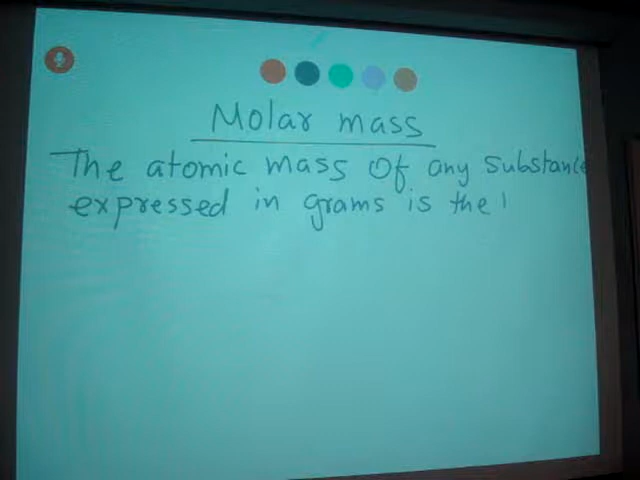 Molar mass
The atomic mass of any substance
expressed in grams is the